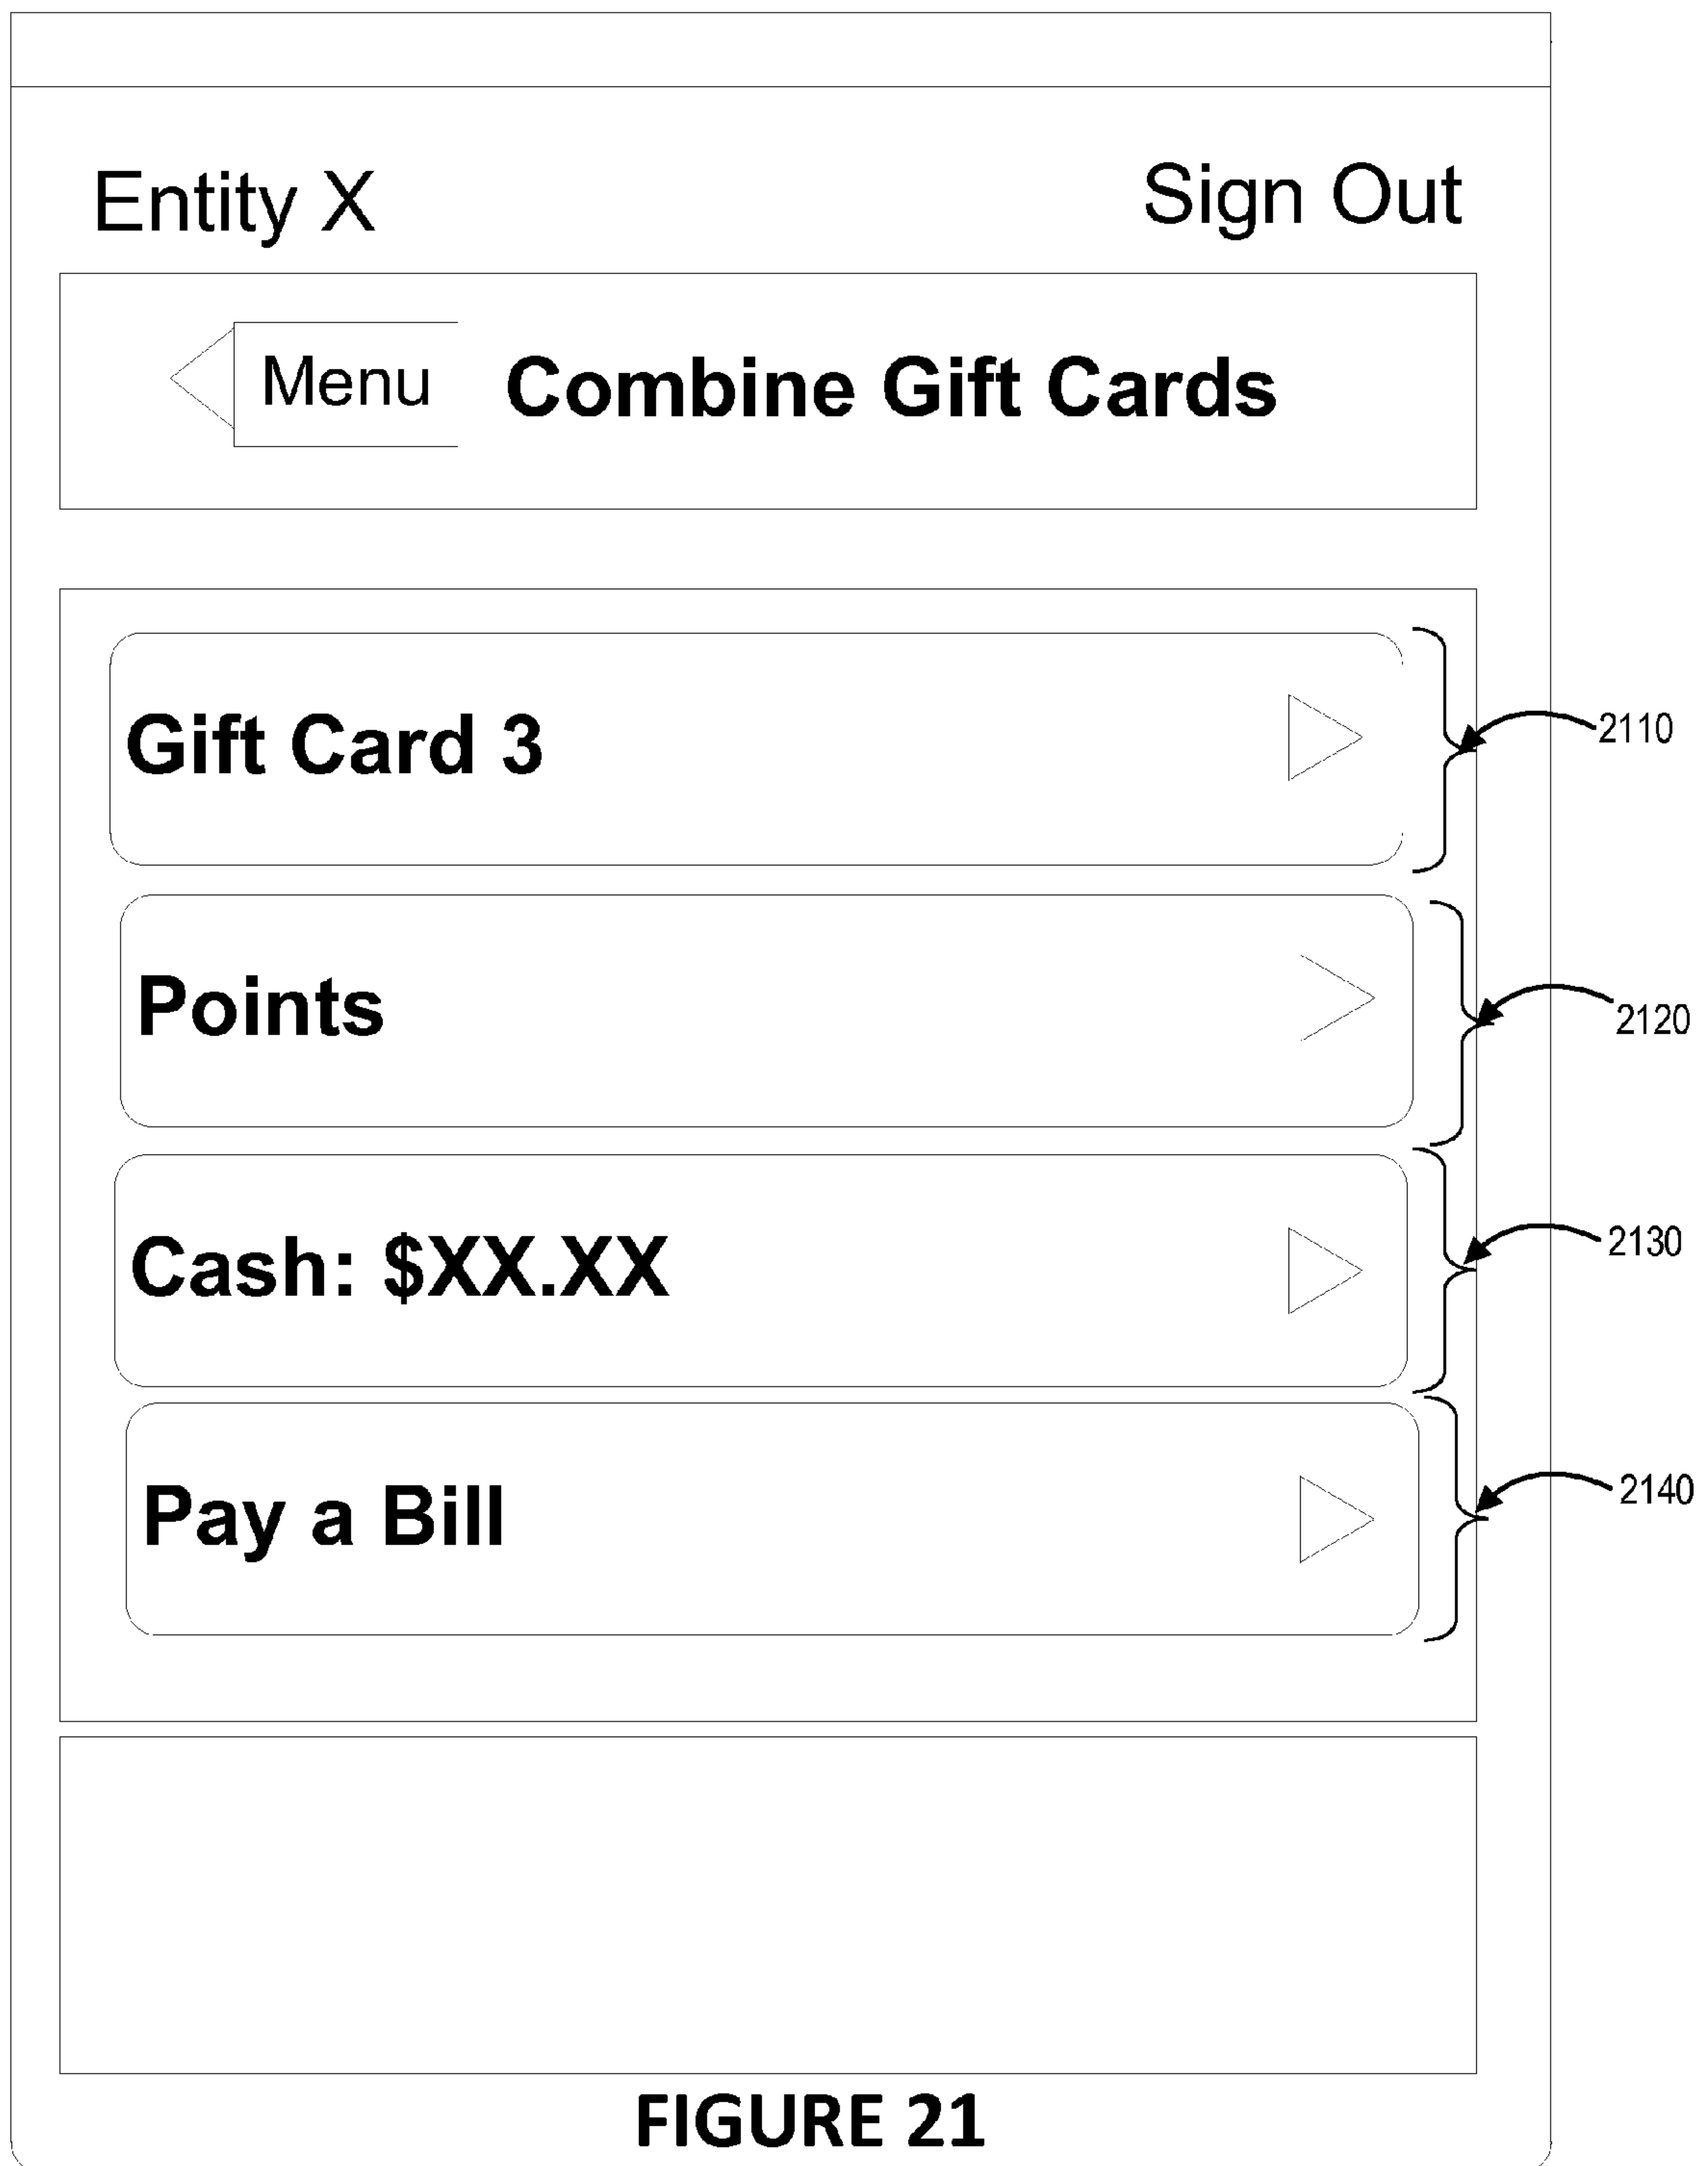 Entity X Sign Out
Menu Combine Gift Cards
Gift Card 3
2110
Points
2120
Cash: $XX.XX
2130
Pay a Bill
2140
FIGURE 21